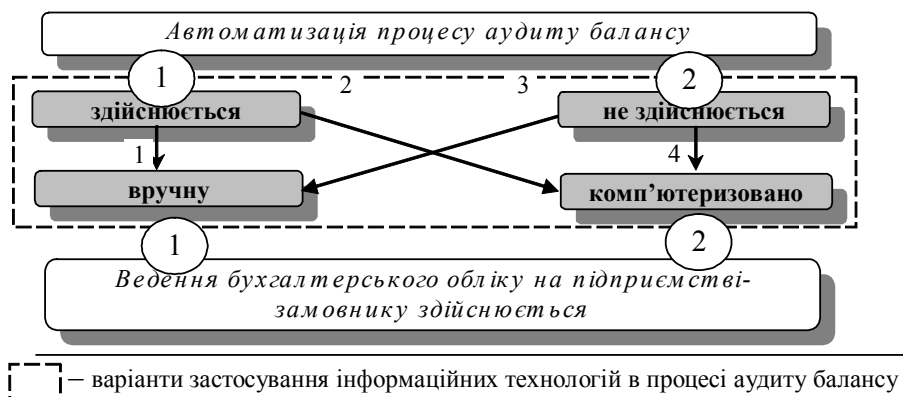 Автоматизація процесу аудиту балансу
1 2 3 2
здійснюється не здійснюється
1 4
вручну комп’ютеризовано
1 2
Ведення бухгалтерського обліку на підприємстві-
замовнику здійснюється
– варіанти застосування інформаційних технологій в процесі аудиту балансу